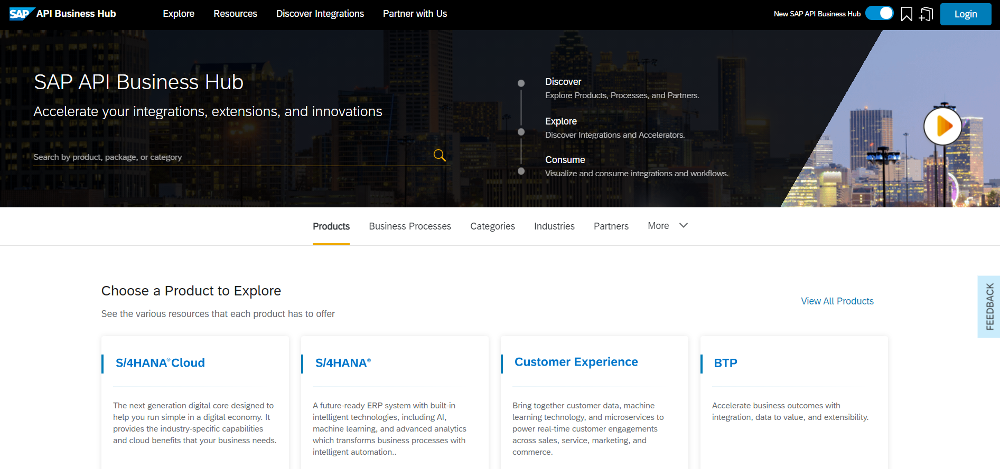 SAP API Business Hub
Explore
Resources
Discover Integrations
Partner with Us
New SAP API Business Hub
Login
SAP API Business Hub
Accelerate your integrations, extensions, and innovations
Search by product, package, or category
Discover
Explore Products, Processes, and Partners.
Explore
Discover Integrations and Accelerators.
Consume
Visualize and consume integrations and workflows.
Products
Business Processes
Categories
Industries
Partners
More
Choose a Product to Explore
See the various resources that each product has to offer
View All Products
FEEDBACK
S/4HANA®Cloud
The next generation digital core designed to
help you run simple in a digital economy. It
provides the industry-specific capabilities
and cloud benefits that your business needs.
S/4HANA®
A future-ready ERP system with built-in
intelligent technologies, including AI,
machine learning, and advanced analytics
which transforms business processes with
intelligent automation..
Customer Experience
Bring together customer data, machine
learning technology, and microservices to
power real-time customer engagements
across sales, service, marketing, and
commerce.
BTP
Accelerate business outcomes with
integration, data to value, and extensibility.